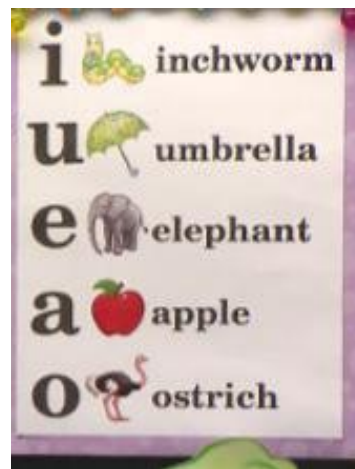 i inchworm
u umbrella
e elephant
a apple
o ostrich